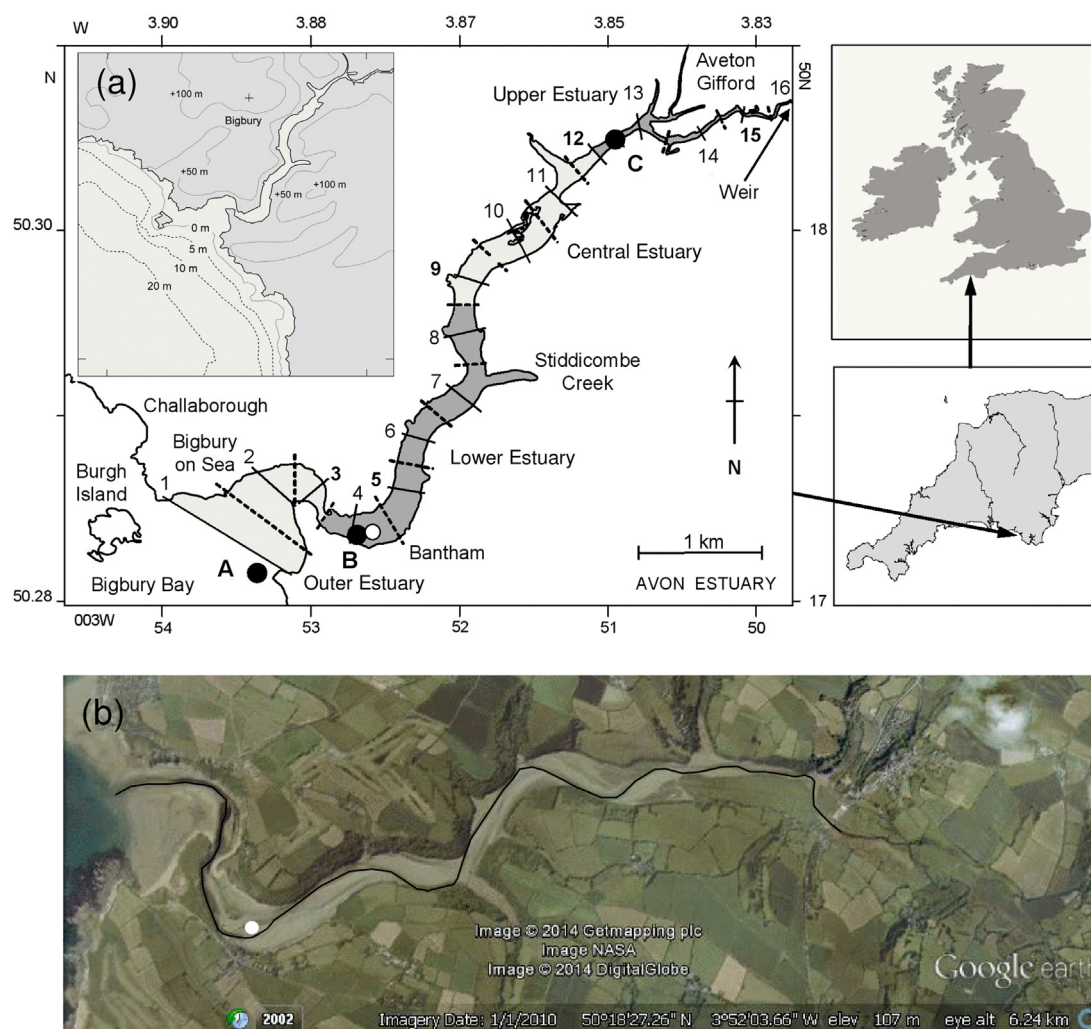 W
3.90
3.88
3.87
3.85
3.83
N
50N
(a)
+100 m
Bigbury
+50 m
+100 m
+50 m
0 m
5 m
10 m
20 m
Aveton
Gifford
Upper Estuary
13
16
12
15
C
14
11
Weir
50.30
10
18
Central Estuary
9
8
Stiddicombe
Creek
7
Challaborough
6
Bigbury
on Sea
2
Lower Estuary
N
Burgh
Island
1
3
5
4
1 km
B
Bantham
A
Outer Estuary
Bigbury Bay
AVON ESTUARY
50.28
17
003W
54
53
52
51
50
(b)
Image © 2014 Getmapping plc
Image NASA
Image © 2014 DigitalGlobe
Google earth
2002
Imagery Date: 1/1/2010 50°18'27.26" N 3°52'03.66" W elev 107 m eye alt 6.24 km